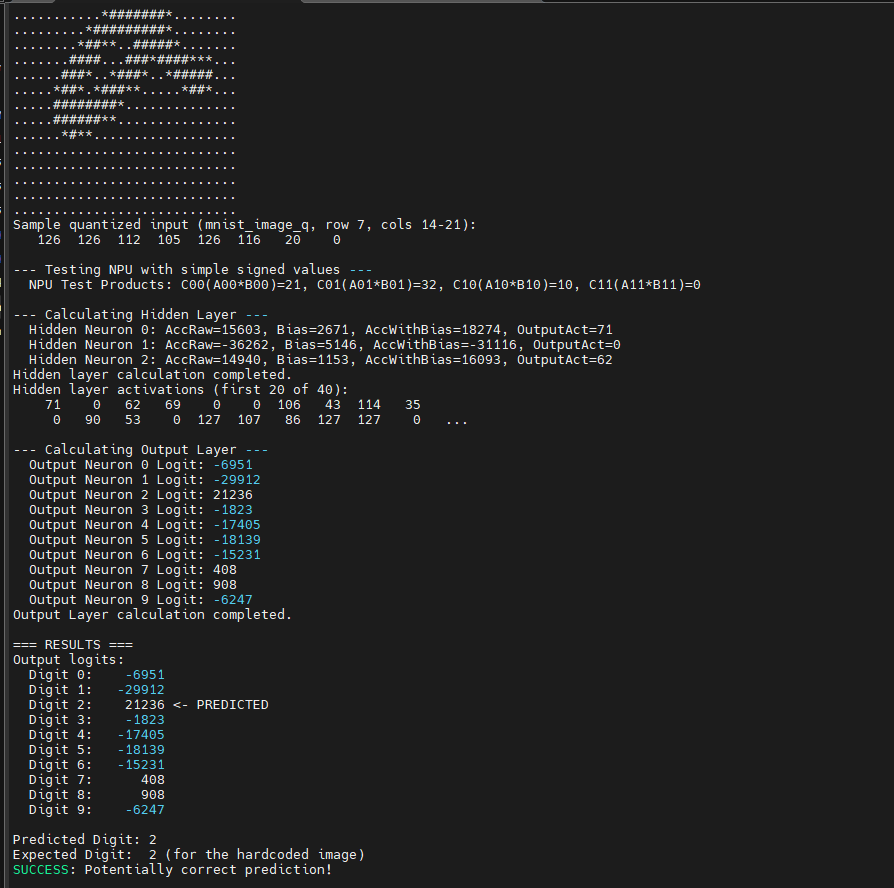 ...........*#######*........
.........*#########*........
........*##**..#####*.......
.......####...###*####***...
......###*..*###*..*#####...
.....*##*.*###**.....*##*...
.....########*..............
.....######**...............
......*#**..................
............................
............................
............................
............................
............................
Sample quantized input (mnist_image_q, row 7, cols 14-21):
   126  126  112  105  126  116   20    0
--- Testing NPU with simple signed values ---
  NPU Test Products: C00(A00*B00)=21, C01(A01*B01)=32, C10(A10*B10)=10, C11(A11*B11)=0
--- Calculating Hidden Layer ---
  Hidden Neuron 0: AccRaw=15603, Bias=2671, AccWithBias=18274, OutputAct=71
  Hidden Neuron 1: AccRaw=-36262, Bias=5146, AccWithBias=-31116, OutputAct=0
  Hidden Neuron 2: AccRaw=14940, Bias=1153, AccWithBias=16093, OutputAct=62
Hidden layer calculation completed.
Hidden layer activations (first 20 of 40):
    71    0   62   69    0    0  106   43  114   35
     0   90   53    0  127  107   86  127  127    0   ...
--- Calculating Output Layer ---
  Output Neuron 0 Logit: -6951
  Output Neuron 1 Logit: -29912
  Output Neuron 2 Logit: 21236
  Output Neuron 3 Logit: -1823
  Output Neuron 4 Logit: -17405
  Output Neuron 5 Logit: -18139
  Output Neuron 6 Logit: -15231
  Output Neuron 7 Logit: 408
  Output Neuron 8 Logit: 908
  Output Neuron 9 Logit: -6247
Output Layer calculation completed.
=== RESULTS ===
Output logits:
  Digit 0:    -6951
  Digit 1:   -29912
  Digit 2:    21236 <- PREDICTED
  Digit 3:    -1823
  Digit 4:   -17405
  Digit 5:   -18139
  Digit 6:   -15231
  Digit 7:      408
  Digit 8:      908
  Digit 9:    -6247
Predicted Digit: 2
Expected Digit:  2 (for the hardcoded image)
SUCCESS: Potentially correct prediction!